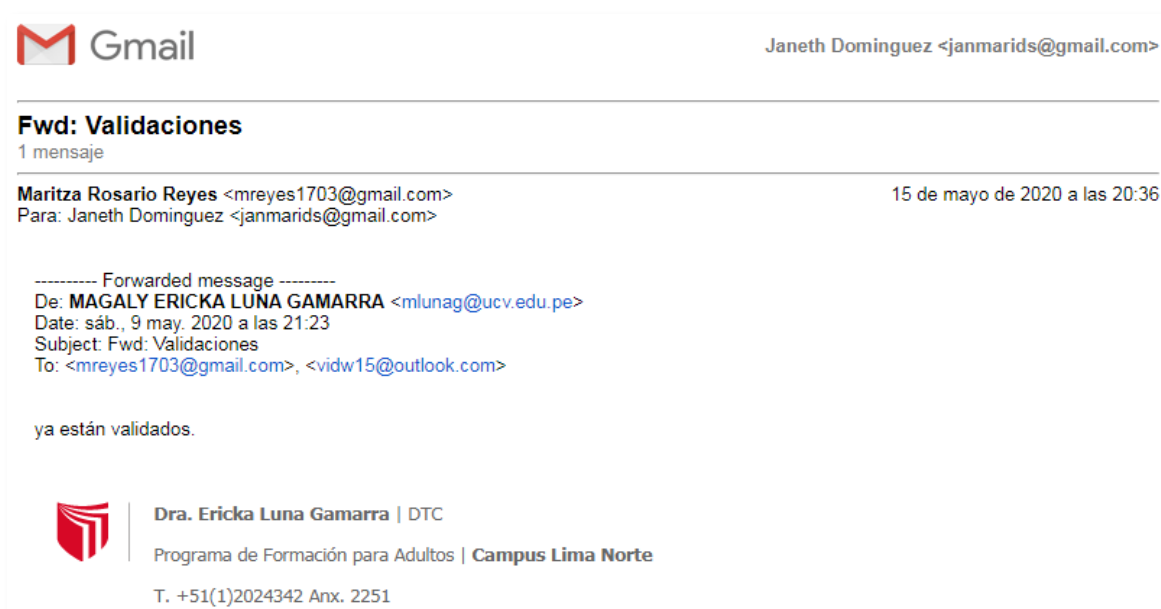 Gmail
Janeth Dominguez <janmarids@gmail.com>
Fwd: Validaciones
1 mensaje
Maritza Rosario Reyes <mreyes1703@gmail.com> 15 de mayo de 2020 a las 20:36
Para: Janeth Dominguez <janmarids@gmail.com>
---------- Forwarded message ---------
De: MAGALY ERICKA LUNA GAMARRA <mlunag@ucv.edu.pe>
Date: sáb., 9 may. 2020 a las 21:23
Subject: Fwd: Validaciones
To: <mreyes1703@gmail.com>, <vidw15@outlook.com>
ya están validados.
Dra. Ericka Luna Gamarra | DTC
Programa de Formación para Adultos | Campus Lima Norte
T. +51(1)2024342 Anx. 2251